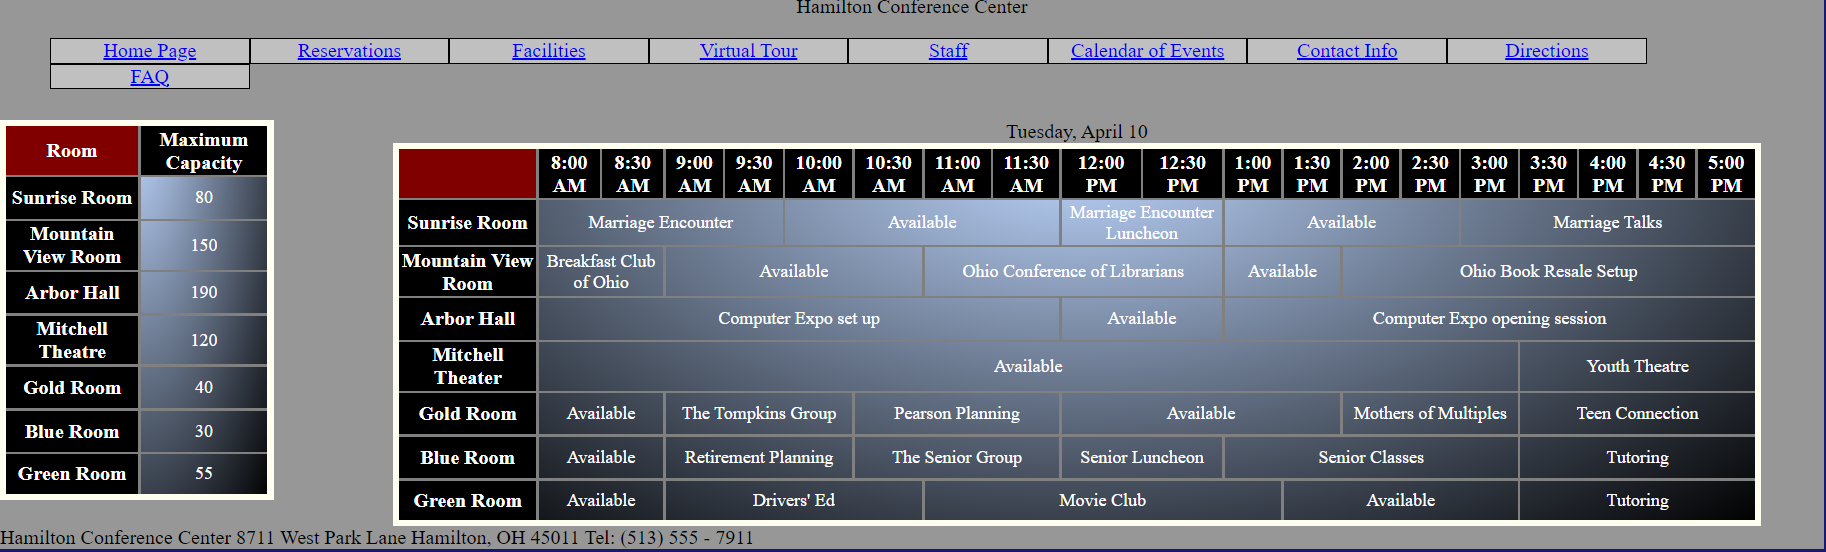 Hamilton Conference Center
Home Page Reservations Facilities Virtual Tour Staff Calendar of Events Contact Info Directions
FAQ
Room Maximum Capacity
Sunrise Room 80
Mountain View Room 150
Arbor Hall 190
Mitchell Theatre 120
Gold Room 40
Blue Room 30
Green Room 55
Tuesday, April 10
8:00 AM 8:30 AM 9:00 AM 9:30 AM 10:00 AM 10:30 AM 11:00 AM 11:30 AM 12:00 PM 12:30 PM 1:00 PM 1:30 PM 2:00 PM 2:30 PM 3:00 PM 3:30 PM 4:00 PM 4:30 PM 5:00 PM
Sunrise Room Marriage Encounter Available Marriage Encounter Luncheon Available Marriage Talks
Mountain View Room Breakfast Club of Ohio Available Ohio Conference of Librarians Available Ohio Book Resale Setup
Arbor Hall Computer Expo set up Available Computer Expo opening session
Mitchell Theater Available Youth Theatre
Gold Room Available The Tompkins Group Pearson Planning Available Mothers of Multiples Teen Connection
Blue Room Available Retirement Planning The Senior Group Senior Luncheon Senior Classes Tutoring
Green Room Available Drivers' Ed Movie Club Available Tutoring
Hamilton Conference Center 8711 West Park Lane Hamilton, OH 45011 Tel: (513) 555 - 7911